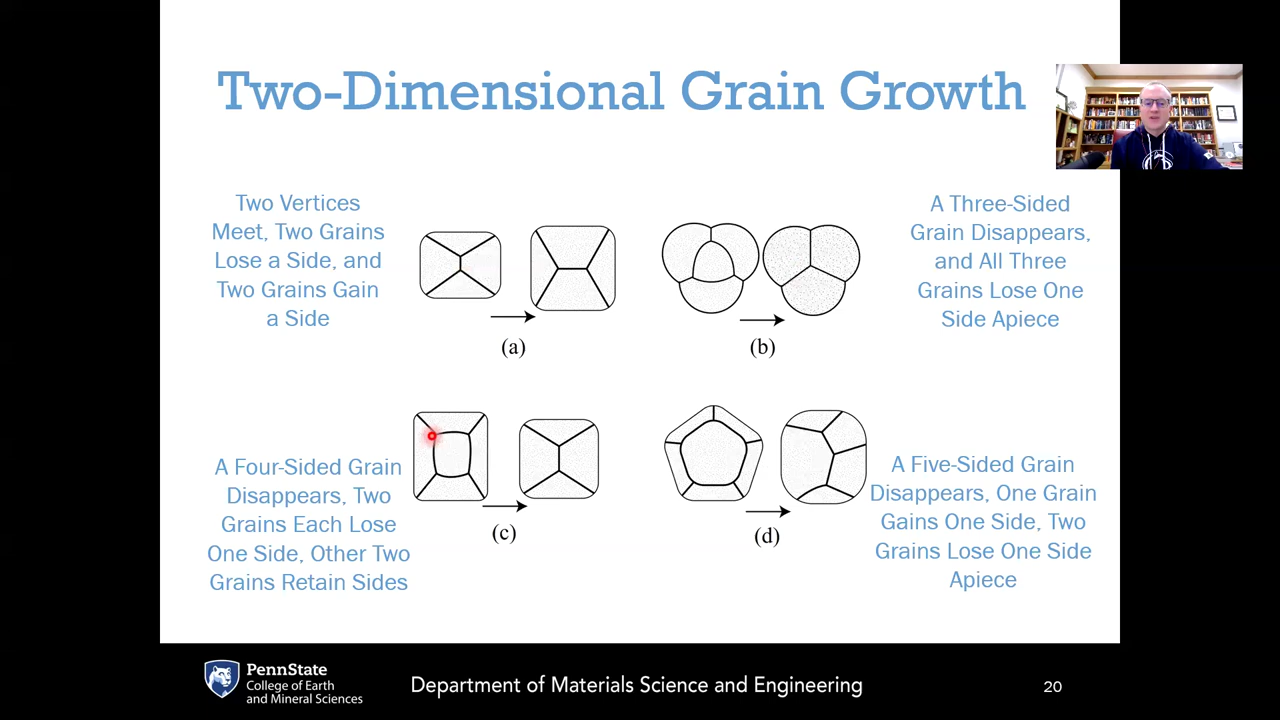 Two-Dimensional Grain Growth
Two Vertices
Meet, Two Grains
Lose a Side, and
Two Grains Gain
a Side
(a)
(b)
A Three-Sided
Grain Disappears,
and All Three
Grains Lose One
Side Apiece
A Four-Sided Grain
Disappears, Two
Grains Each Lose
One Side, Other Two
Grains Retain Sides
(c)
(d)
A Five-Sided Grain
Disappears, One Grain
Gains One Side, Two
Grains Lose One Side
Apiece
PennState
College of Earth
and Mineral Sciences
Department of Materials Science and Engineering
20